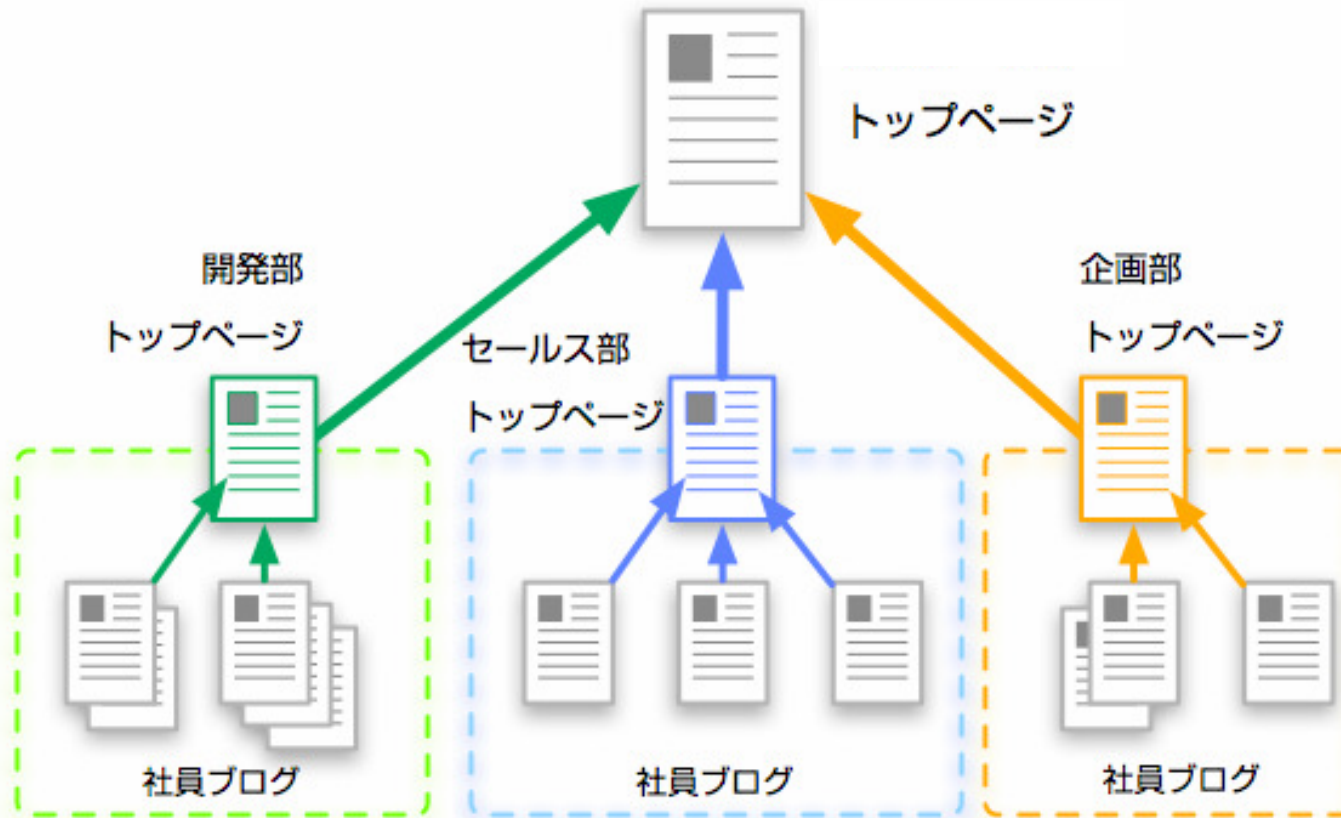 トップページ
開発部
トップページ
セールス部
トップページ
企画部
トップページ
社員ブログ
社員ブログ
社員ブログ